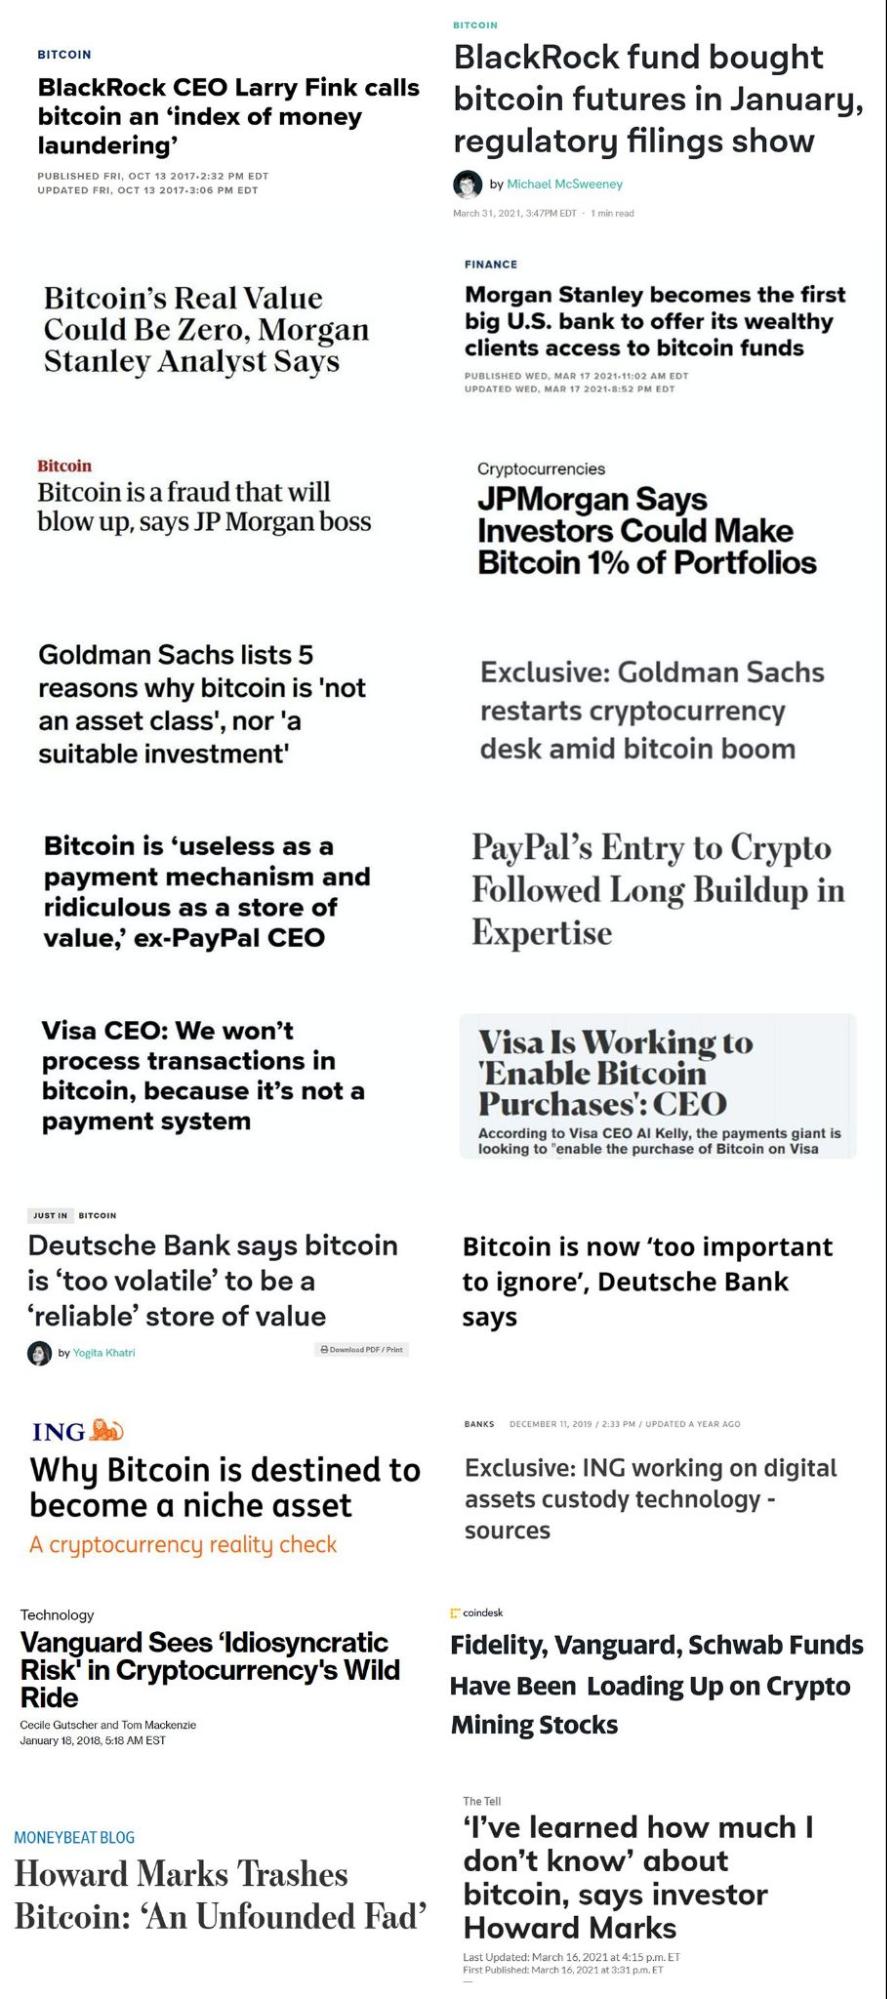 BITCOIN
BlackRock CEO Larry Fink calls
bitcoin an ‘index of money
laundering’
PUBLISHED FRI, OCT 13 2017•2:32 PM EDT
UPDATED FRI, OCT 13 2017•3:06 PM EDT
BITCOIN
BlackRock fund bought
bitcoin futures in January,
regulatory filings show
by Michael McSweeney
March 31, 2021, 3:47PM EDT · 1 min read
Bitcoin’s Real Value
Could Be Zero, Morgan
Stanley Analyst Says
FINANCE
Morgan Stanley becomes the first
big U.S. bank to offer its wealthy
clients access to bitcoin funds
PUBLISHED WED, MAR 17 2021•11:02 AM EDT
UPDATED WED, MAR 17 2021•8:52 PM EDT
Bitcoin
Bitcoin is a fraud that will
blow up, says JP Morgan boss
Cryptocurrencies
JPMorgan Says
Investors Could Make
Bitcoin 1% of Portfolios
Goldman Sachs lists 5
reasons why bitcoin is 'not
an asset class', nor 'a
suitable investment'
Exclusive: Goldman Sachs
restarts cryptocurrency
desk amid bitcoin boom
Bitcoin is ‘useless as a
payment mechanism and
ridiculous as a store of
value,’ ex-PayPal CEO
PayPal’s Entry to Crypto
Followed Long Buildup in
Expertise
Visa CEO: We won’t
process transactions in
bitcoin, because it’s not a
payment system
Visa Is Working to
'Enable Bitcoin
Purchases': CEO
According to Visa CEO Al Kelly, the payments giant is
looking to "enable the purchase of Bitcoin on Visa
JUST IN BITCOIN
Deutsche Bank says bitcoin
is ‘too volatile’ to be a
‘reliable’ store of value
by Yogita Khatri
Download PDF / Print
Bitcoin is now ‘too important
to ignore’, Deutsche Bank
says
ING
Why Bitcoin is destined to
become a niche asset
A cryptocurrency reality check
BANKS DECEMBER 11, 2019 / 2:33 PM / UPDATED A YEAR AGO
Exclusive: ING working on digital
assets custody technology -
sources
Technology
Vanguard Sees ‘Idiosyncratic
Risk' in Cryptocurrency's Wild
Ride
Cecile Gutscher and Tom Mackenzie
January 18, 2018, 5:18 AM EST
coindesk
Fidelity, Vanguard, Schwab Funds
Have Been Loading Up on Crypto
Mining Stocks
MONEYBEAT BLOG
Howard Marks Trashes
Bitcoin: ‘An Unfounded Fad’
The Tell
‘I’ve learned how much I
don’t know’ about
bitcoin, says investor
Howard Marks
Last Updated: March 16, 2021 at 4:15 p.m. ET
First Published: March 16, 2021 at 3:31 p.m. ET